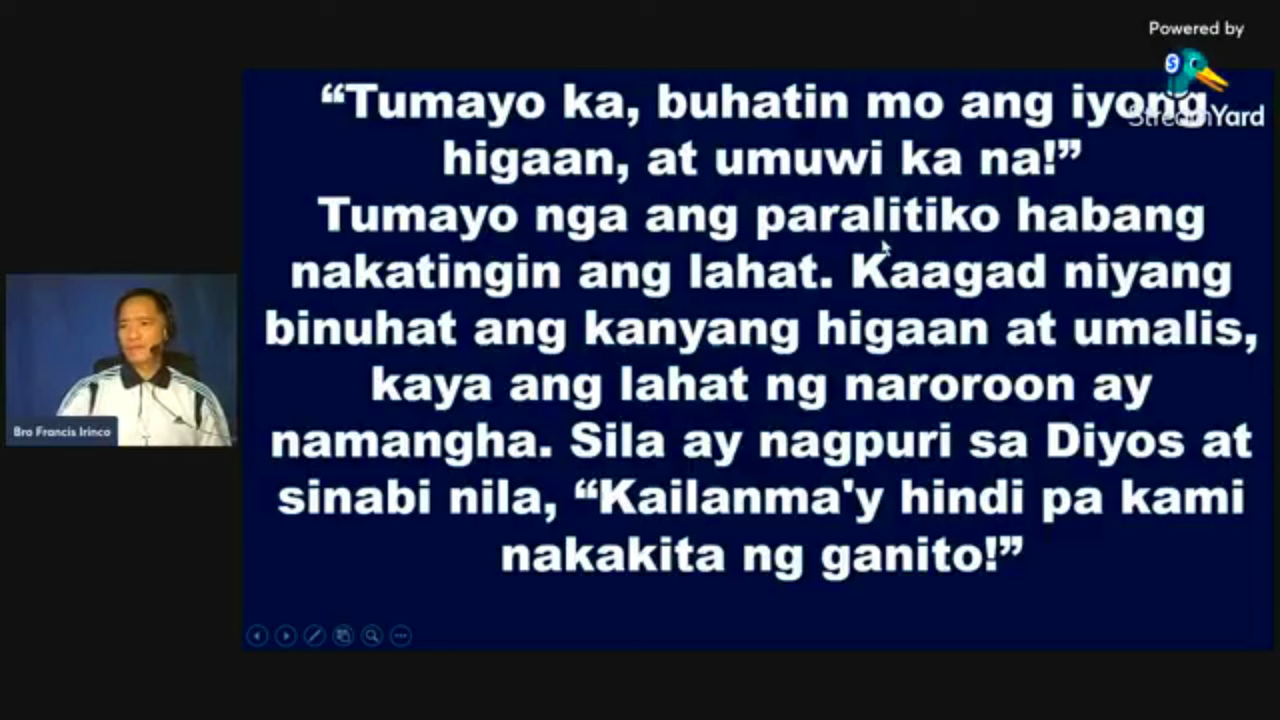 Powered by
StreamYard
“Tumayo ka, buhatin mo ang iyong
higaan, at umuwi ka na!”
Tumayo nga ang paralitiko habang
nakatingin ang lahat. Kaagad niyang
binuhat ang kanyang higaan at umalis,
kaya ang lahat ng naroroon ay
namangha. Sila ay nagpuri sa Diyos at
sinabi nila, “Kailanma'y hindi pa kami
nakakita ng ganito!”
Bro Francis Irinco